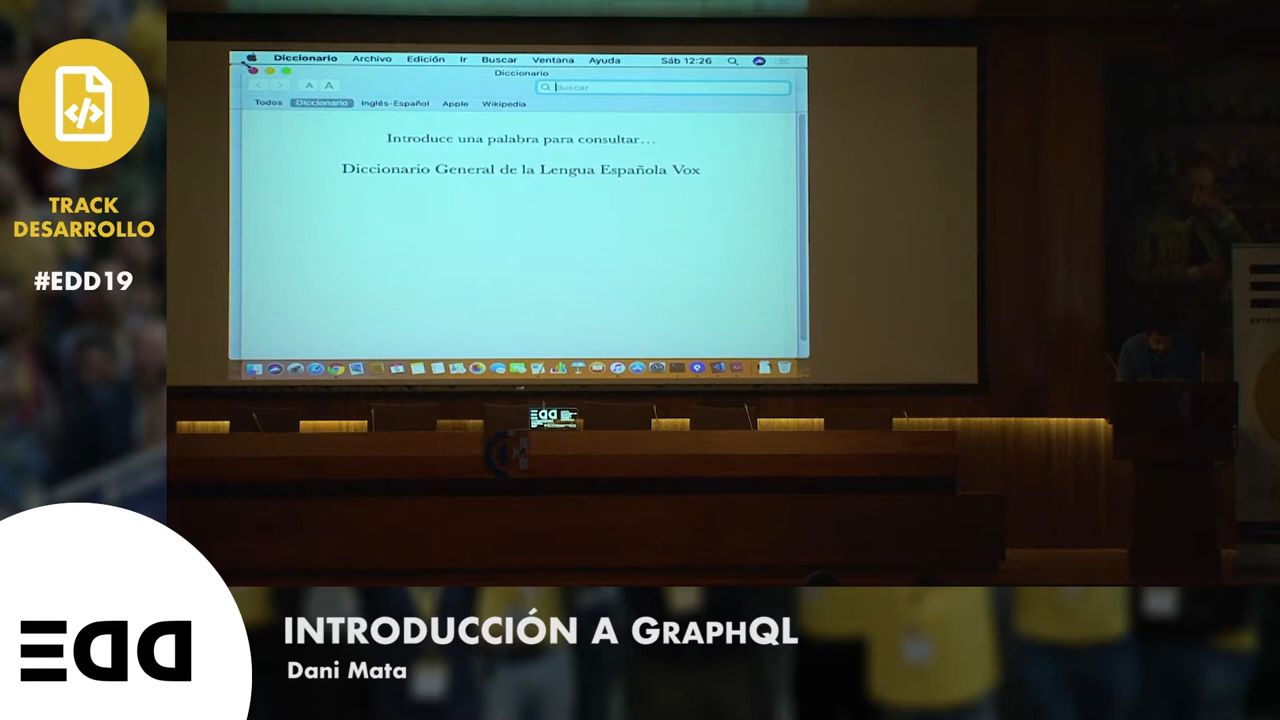 Diccionario Archivo Edición Ir Buscar Ventana Ayuda Sáb 12:26
Diccionario
A A
Buscar
Todos Diccionario Inglés-Español Apple Wikipedia
Introduce una palabra para consultar...
Diccionario General de la Lengua Española Vox
</>
TRACK
DESARROLLO
#EDD19
EDD
EDD
INTRODUCCIÓN A GRAPHQL
Dani Mata